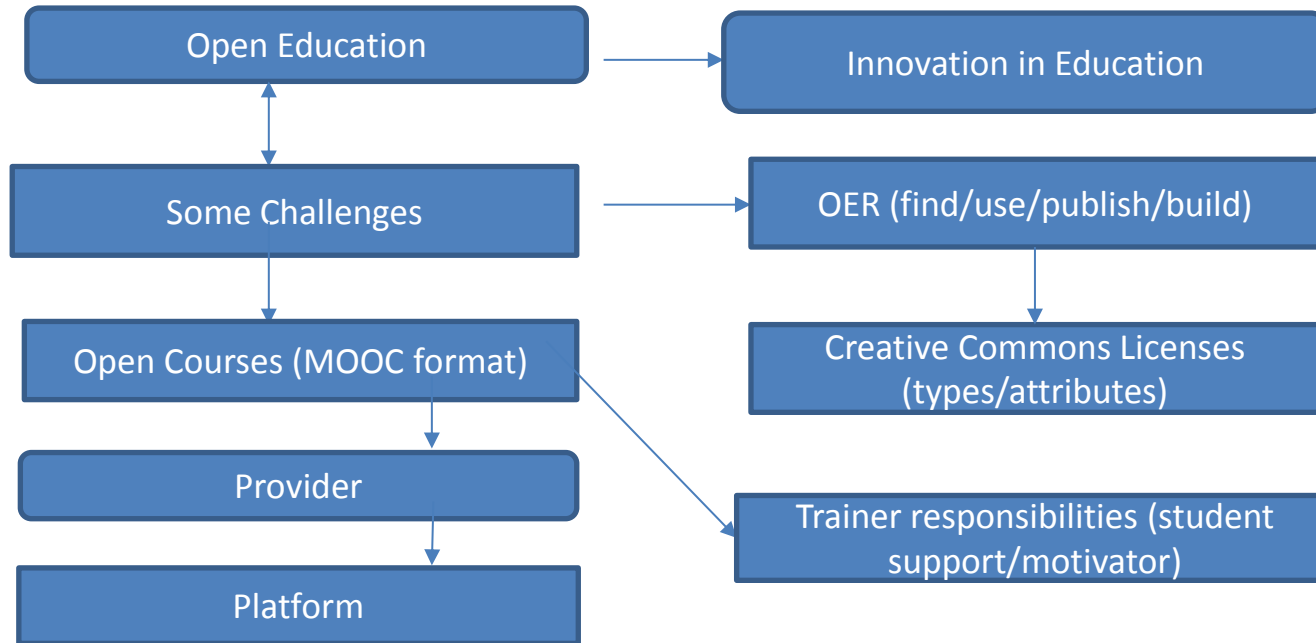 Open Education
Innovation in Education
Some Challenges
OER (find/use/publish/build)
Open Courses (MOOC format)
Creative Commons Licenses
(types/attributes)
Provider
Trainer responsibilities (student
support/motivator)
Platform